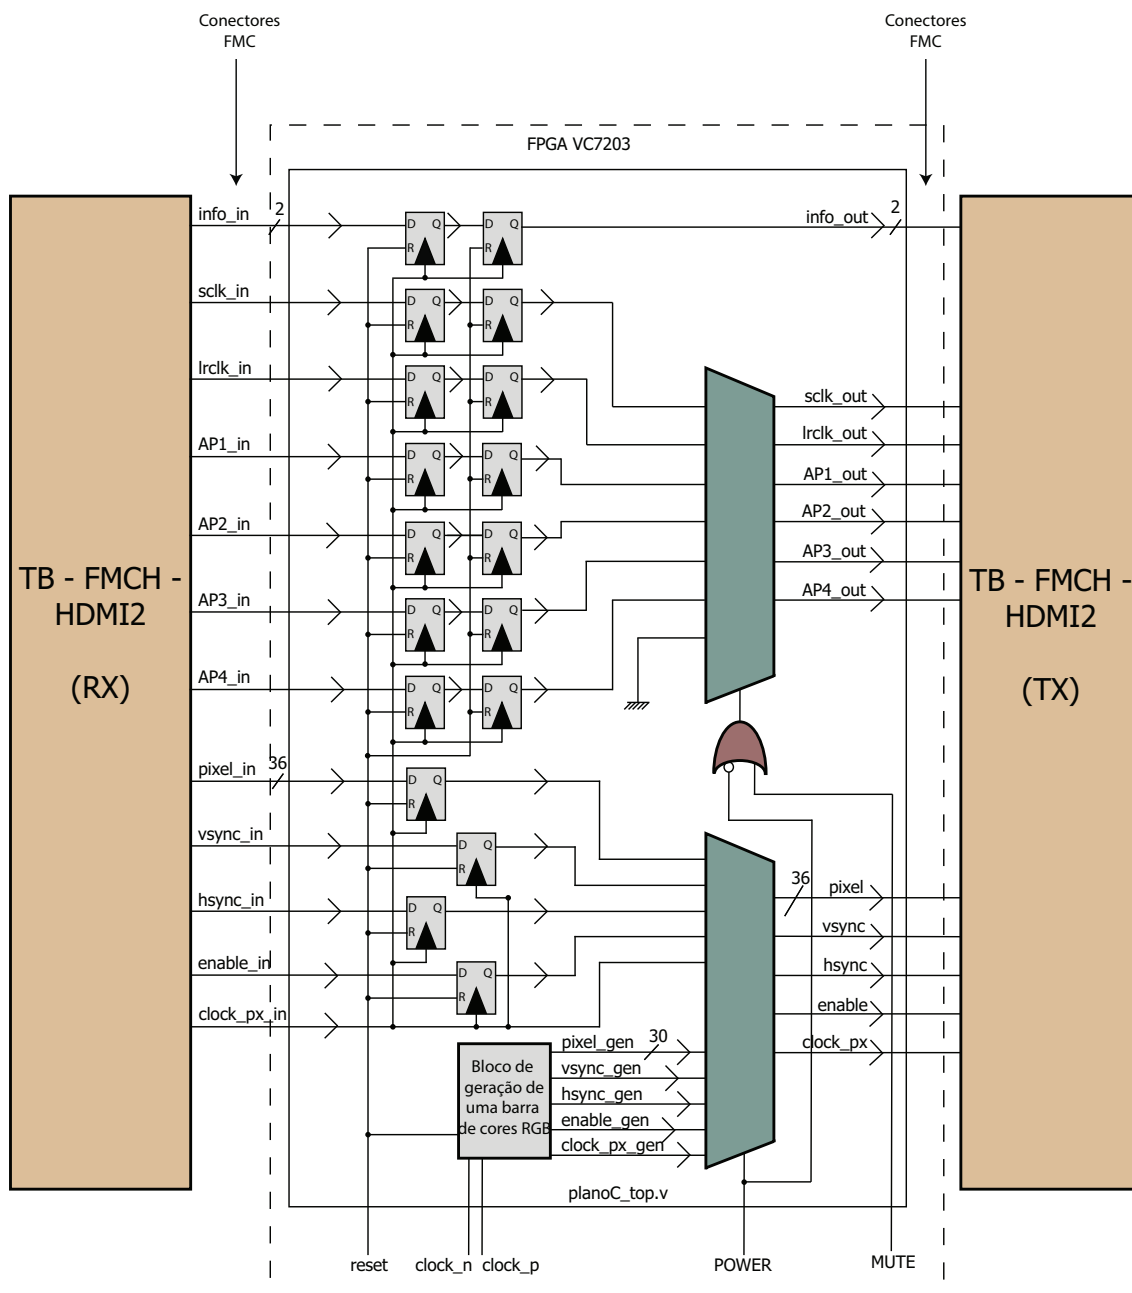 Conectores
FMC
Conectores
FMC
FPGA VC7203
info_in
2
D Q
R
D Q
R
info_out
2
sclk_in
D Q
R
D Q
R
lrclk_in
D Q
R
D Q
R
sclk_out
AP1_in
D Q
R
D Q
R
lrclk_out
AP1_out
AP2_in
D Q
R
D Q
R
AP2_out
AP3_out
AP3_in
D Q
R
D Q
R
AP4_out
TB - FMCH -
HDMI2
(RX)
TB - FMCH -
HDMI2
(TX)
AP4_in
D Q
R
D Q
R
pixel_in
36
D Q
R
vsync_in
D Q
R
hsync_in
D Q
R
enable_in
D Q
R
clock_px_in
36
pixel
vsync
hsync
enable
clock_px
Bloco de
geração de
uma barra
de cores RGB
pixel_gen
30
vsync_gen
hsync_gen
enable_gen
clock_px_gen
planoC_top.v
reset
clock_n
clock_p
POWER
MUTE